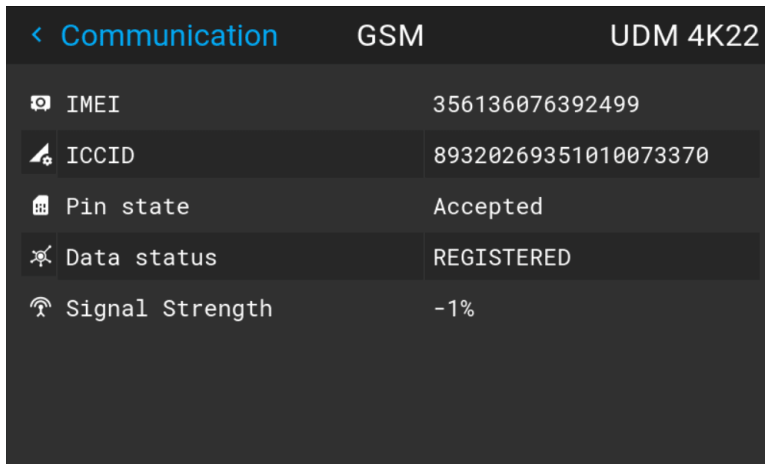 Communication GSM UDM 4K22
IMEI 356136076392499
ICCID 89320269351010073370
Pin state Accepted
Data status REGISTERED
Signal Strength -1%